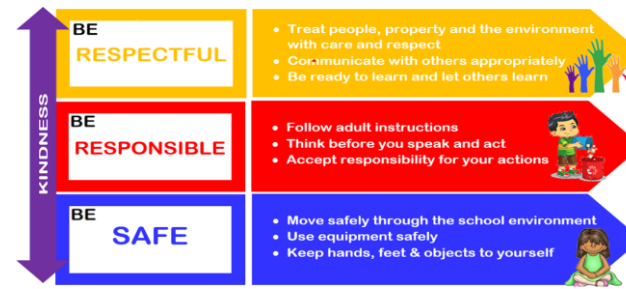 KINDNESS
BE
RESPECTFUL
• Treat people, property and the environment
with care and respect
• Communicate with others appropriately
• Be ready to learn and let others learn
BE
RESPONSIBLE
• Follow adult instructions
• Think before you speak and act
• Accept responsibility for your actions
BE
SAFE
• Move safely through the school environment
• Use equipment safely
• Keep hands, feet & objects to yourself